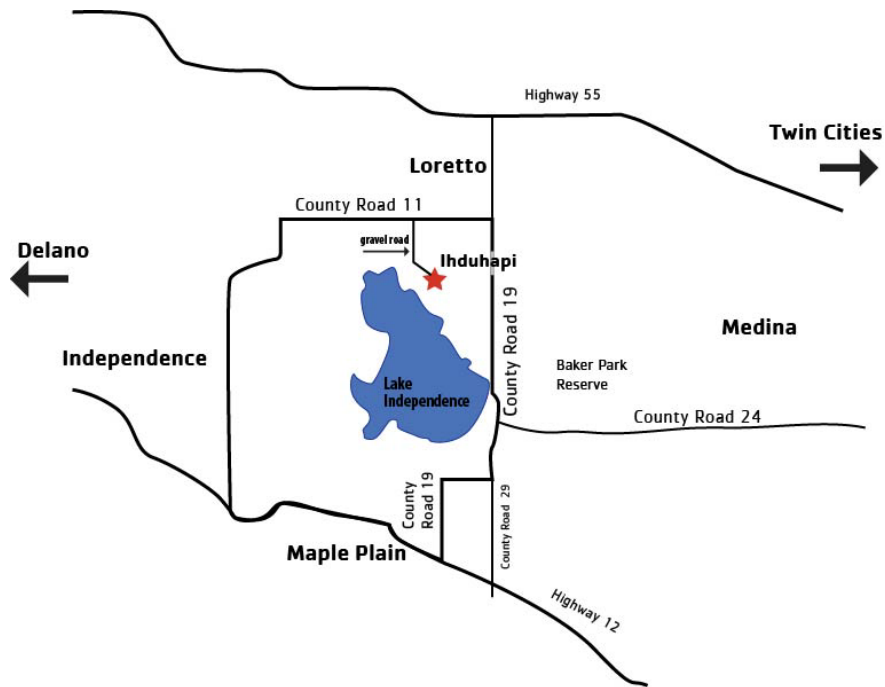 Highway 55
Twin Cities
Loretto
County Road 11
gravel road
Delano
Ihduhapi
County Road 19
Medina
Independence
Baker Park
Reserve
Lake
Independence
County Road 24
County
Road 19
County Road 29
Maple Plain
Highway 12